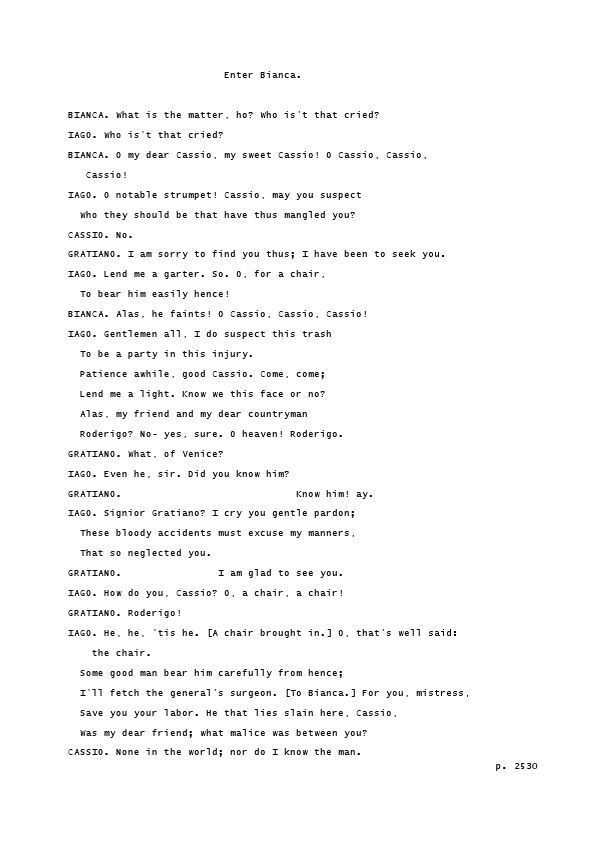 Enter Bianca.
BIANCA. What is the matter, ho? Who is't that cried?
IAGO. Who is't that cried?
BIANCA. O my dear Cassio, my sweet Cassio! O Cassio, Cassio,
Cassio!
IAGO. O notable strumpet! Cassio, may you suspect
Who they should be that have thus mangled you?
CASSIO. No.
GRATIANO. I am sorry to find you thus; I have been to seek you.
IAGO. Lend me a garter. So. O, for a chair,
To bear him easily hence!
BIANCA. Alas, he faints! O Cassio, Cassio, Cassio!
IAGO. Gentlemen all, I do suspect this trash
To be a party in this injury.
Patience awhile, good Cassio. Come, come;
Lend me a light. Know we this face or no?
Alas, my friend and my dear countryman
Roderigo? No- yes, sure. O heaven! Roderigo.
GRATIANO. What, of Venice?
IAGO. Even he, sir. Did you know him?
GRATIANO. Know him! ay.
IAGO. Signior Gratiano? I cry you gentle pardon;
These bloody accidents must excuse my manners,
That so neglected you.
GRATIANO. I am glad to see you.
IAGO. How do you, Cassio? O, a chair, a chair!
GRATIANO. Roderigo!
IAGO. He, he, 'tis he. [A chair brought in.] O, that's well said:
the chair.
Some good man bear him carefully from hence;
I'll fetch the general's surgeon. [To Bianca.] For you, mistress,
Save you your labor. He that lies slain here, Cassio,
Was my dear friend; what malice was between you?
CASSIO. None in the world; nor do I know the man.
p. 2530